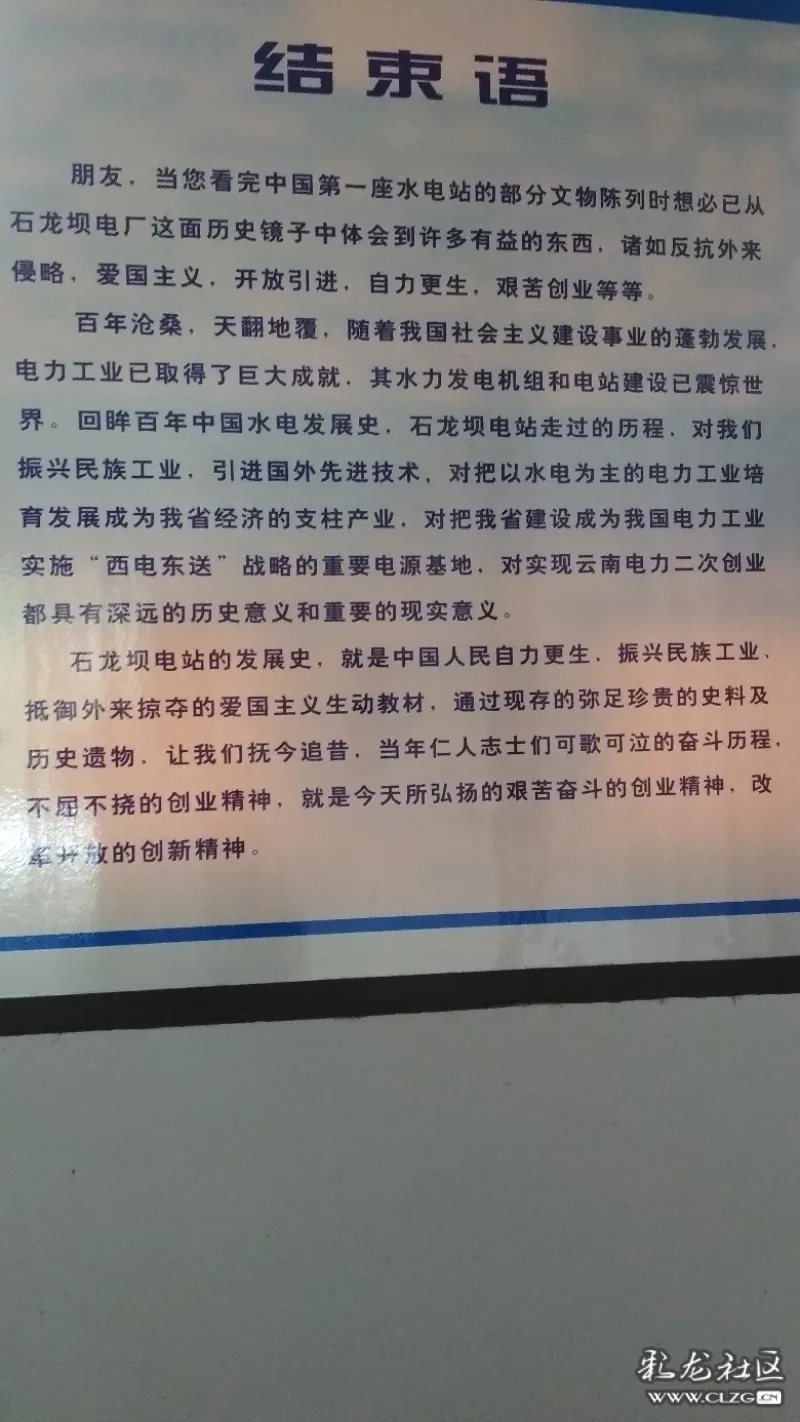 结束语
朋友，当您看完中国第一座水电站的部分文物陈列时想必已从
石龙坝电厂这面历史镜子中体会到许多有益的东西，诸如反抗外来
侵略，爱国主义，开放引进，自力更生，艰苦创业等等。
百年沧桑，天翻地覆，随着我国社会主义建设事业的蓬勃发展，
电力工业已取得了巨大成就，其水力发电机组和电站建设已震惊世
界。回眸百年中国水电发展史，石龙坝电站走过的历程，对我们
振兴民族工业，引进国外先进技术，对把以水电为主的电力工业培
育发展成为我省经济的支柱产业，对把我省建设成为我国电力工业
实施“西电东送”战略的重要电源基地，对实现云南电力二次创业
都具有深远的历史意义和重要的现实意义。
石龙坝电站的发展史，就是中国人民自力更生、振兴民族工业、
抵御外来掠夺的爱国主义生动教材，通过现存的弥足珍贵的史料及
历史遗物，让我们抚今追昔，当年仁人志士们可歌可泣的奋斗历程，
不屈不挠的创业精神，就是今天所弘扬的艰苦奋斗的创业精神，改
革开放的创新精神。
彩龙社区
WWW.CLZG.CN